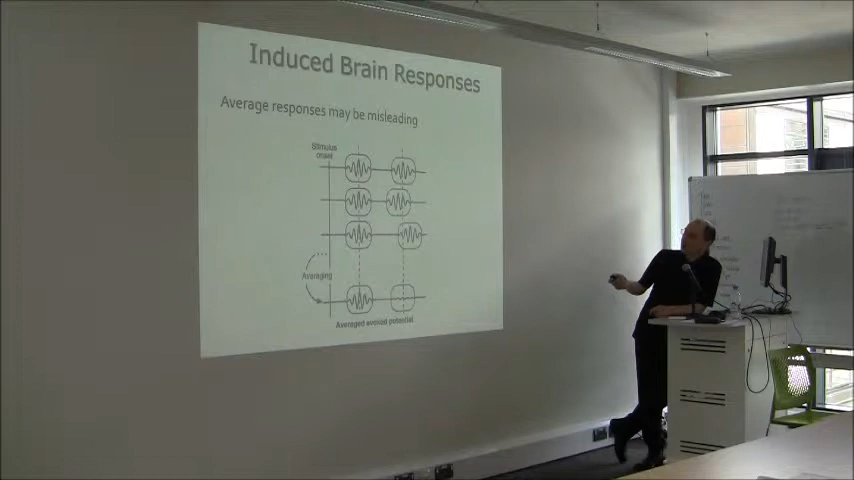 Induced Brain Responses
Average responses may be misleading
Stimulus
onset
Averaging
Averaged evoked potential